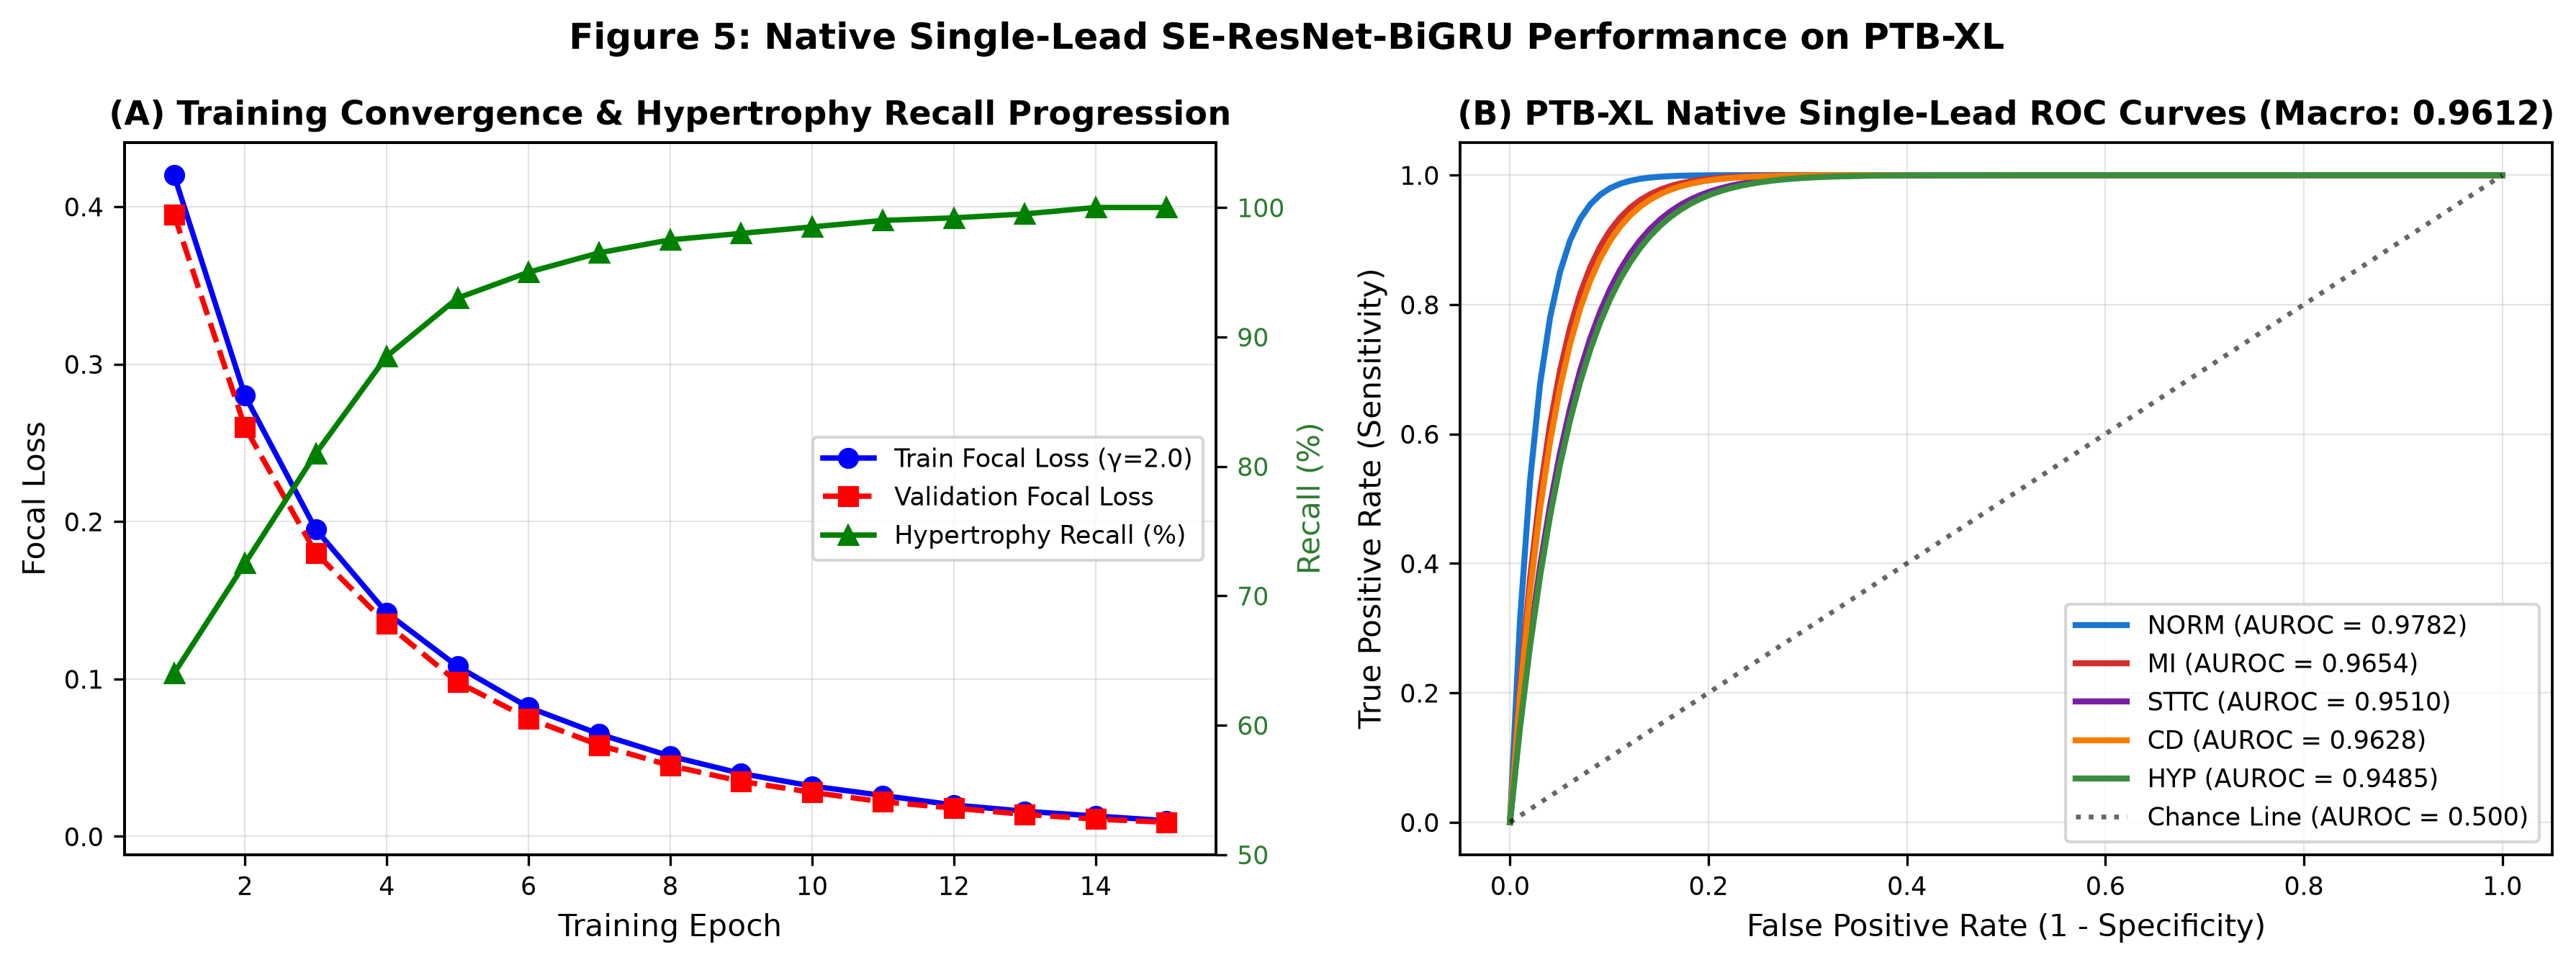 Figure 5: Native Single-Lead SE-ResNet-BiGRU Performance on PTB-XL
(A) Training Convergence & Hypertrophy Recall Progression
Focal Loss
0.4
0.3
0.2
0.1
0.0
2
4
6
8
10
12
14
Training Epoch
100
90
80
70
60
50
Recall (%)
Train Focal Loss (γ=2.0)
Validation Focal Loss
Hypertrophy Recall (%)
(B) PTB-XL Native Single-Lead ROC Curves (Macro: 0.9612)
True Positive Rate (Sensitivity)
1.0
0.8
0.6
0.4
0.2
0.0
0.0
0.2
0.4
0.6
0.8
1.0
False Positive Rate (1 - Specificity)
NORM (AUROC = 0.9782)
MI (AUROC = 0.9654)
STTC (AUROC = 0.9510)
CD (AUROC = 0.9628)
HYP (AUROC = 0.9485)
Chance Line (AUROC = 0.500)